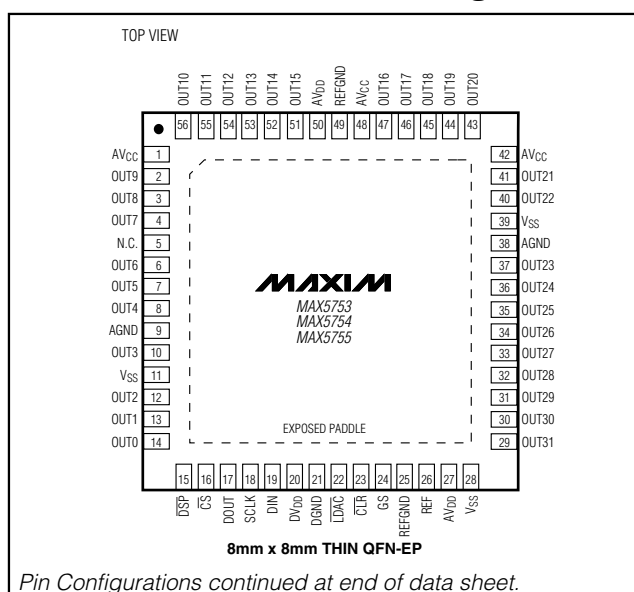 TOP VIEW
OUT10 OUT11 OUT12 OUT13 OUT14 OUT15 AVDD REFGND AVCC OUT16 OUT17 OUT18 OUT19 OUT20
56 55 54 53 52 51 50 49 48 47 46 45 44 43
AVCC 1 42 AVCC
OUT9 2 41 OUT21
OUT8 3 40 OUT22
OUT7 4 39 VSS
N.C. 5 38 AGND
OUT6 6 37 OUT23
OUT5 7 36 OUT24
OUT4 8 35 OUT25
AGND 9 34 OUT26
OUT3 10 33 OUT27
VSS 11 32 OUT28
OUT2 12 31 OUT29
OUT1 13 30 OUT30
OUT0 14 29 OUT31
MAXIM
MAX5753
MAX5754
MAX5755
EXPOSED PADDLE
15 16 17 18 19 20 21 22 23 24 25 26 27 28
DSP CS DOUT SCLK DIN DVDD DGND LDAC CLR GS REFGND REF AVDD VSS
8mm x 8mm THIN QFN-EP
Pin Configurations continued at end of data sheet.